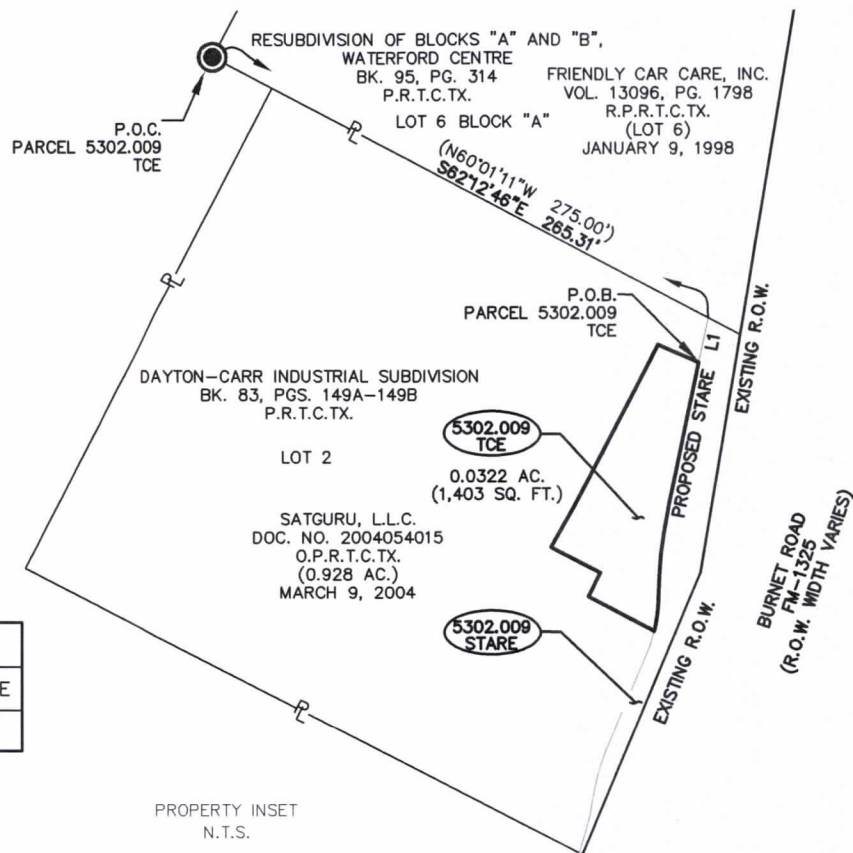 RESUBDIVISION OF BLOCKS "A" AND "B",
WATERFORD CENTRE
BK. 95, PG. 314
P.R.T.C.TX.
LOT 6 BLOCK "A"
FRIENDLY CAR CARE, INC.
VOL. 13096, PG. 1798
R.P.R.T.C.TX.
(LOT 6)
JANUARY 9, 1998
P.O.C.
PARCEL 5302.009
TCE
PL
(N60°01'11"W 275.00')
S62°12'46"E 265.31'
PL
P.O.B.
PARCEL 5302.009
TCE
L1
PROPOSED STARE
EXISTING R.O.W.
DAYTON-CARR INDUSTRIAL SUBDIVISION
BK. 83, PGS. 149A-149B
P.R.T.C.TX.
LOT 2
5302.009
TCE
0.0322 AC.
(1,403 SQ. FT.)
SATGURU, L.L.C.
DOC. NO. 2004054015
O.P.R.T.C.TX.
(0.928 AC.)
MARCH 9, 2004
BURNET ROAD
FM-1325
(R.O.W. WIDTH VARIES)
5302.009
STARE
EXISTING R.O.W.
E
PL
PROPERTY INSET
N.T.S.